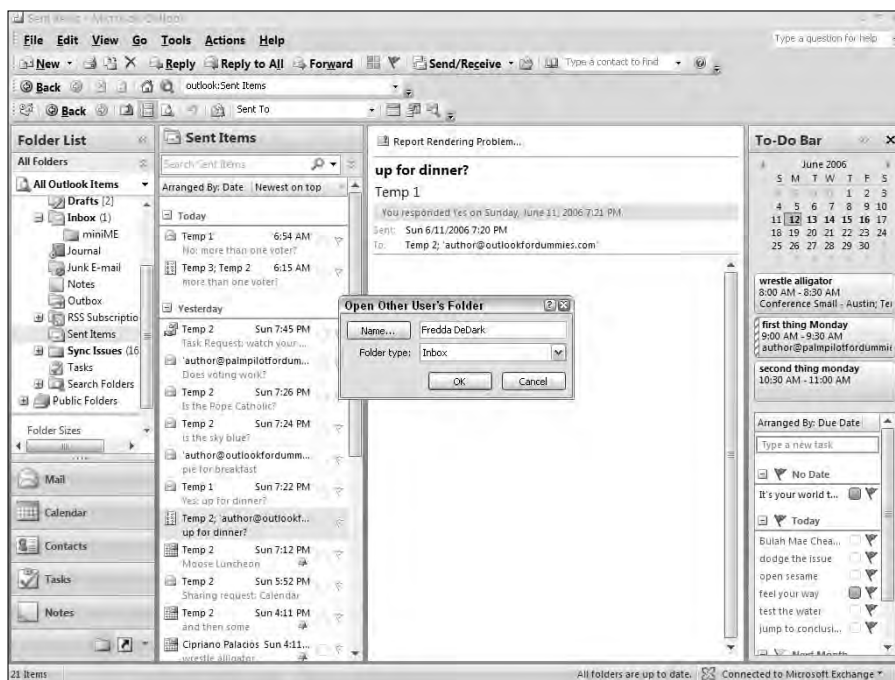 Sent Items - Microsoft Outlook
File Edit View Go Tools Actions Help
Type a question for help
New Reply Reply to All Forward Send/Receive Type a contact to find
Back outlook:Sent Items
Back Sent To
Folder List
All Folders
All Outlook Items
Drafts [2]
Inbox (1)
miniME
Journal
Junk E-mail
Notes
Outbox
RSS Subscriptio
Sent Items
Sync Issues (16
Tasks
Search Folders
Public Folders
Folder Sizes
Mail
Calendar
Contacts
Tasks
Notes
Sent Items
Search Sent Items
Arranged By: Date Newest on top
Today
Temp 1 6:54 AM
No: more than one voter?
Temp 3; Temp 2 6:15 AM
more than one voter?
Yesterday
Temp 2 Sun 7:45 PM
Task Request: watch your ...
'author@palmpilotfordum...
Does voting work?
Temp 2 Sun 7:26 PM
Is the Pope Catholic?
Temp 2 Sun 7:24 PM
is the sky blue?
'author@outlookfordumm...
pie for breakfast
Temp 1 Sun 7:22 PM
Yes: up for dinner?
Temp 2; 'author@outlookf...
up for dinner?
Temp 2 Sun 7:12 PM
Moose Luncheon
Temp 2 Sun 5:52 PM
Sharing request: Calendar
Temp 2 Sun 4:11 PM
and then some
Cipriano Palacios Sun 4:11...
wrestle alligator
Report Rendering Problem...
up for dinner?
Temp 1
You responded Yes on Sunday, June 11, 2006 7:21 PM
Sent: Sun 6/11/2006 7:20 PM
To: Temp 2; 'author@outlookfordummies.com'
Open Other User's Folder
Name... Fredda DeDark
Folder type: Inbox
OK Cancel
To-Do Bar
June 2006
S M T W T F S
1 2 3
4 5 6 7 8 9 10
11 12 13 14 15 16 17
18 19 20 21 22 23 24
25 26 27 28 29 30
wrestle alligator
8:00 AM - 8:30 AM
Conference Small - Austin; Te
first thing Monday
9:00 AM - 9:30 AM
author@palmpilotfordummie
second thing monday
10:30 AM - 11:00 AM
Arranged By: Due Date
Type a new task
No Date
It's your world t...
Today
Bulah Mae Chea...
dodge the issue
open sesame
feel your way
test the water
jump to conclusi...
Next Month
21 Items
All folders are up to date. Connected to Microsoft Exchange